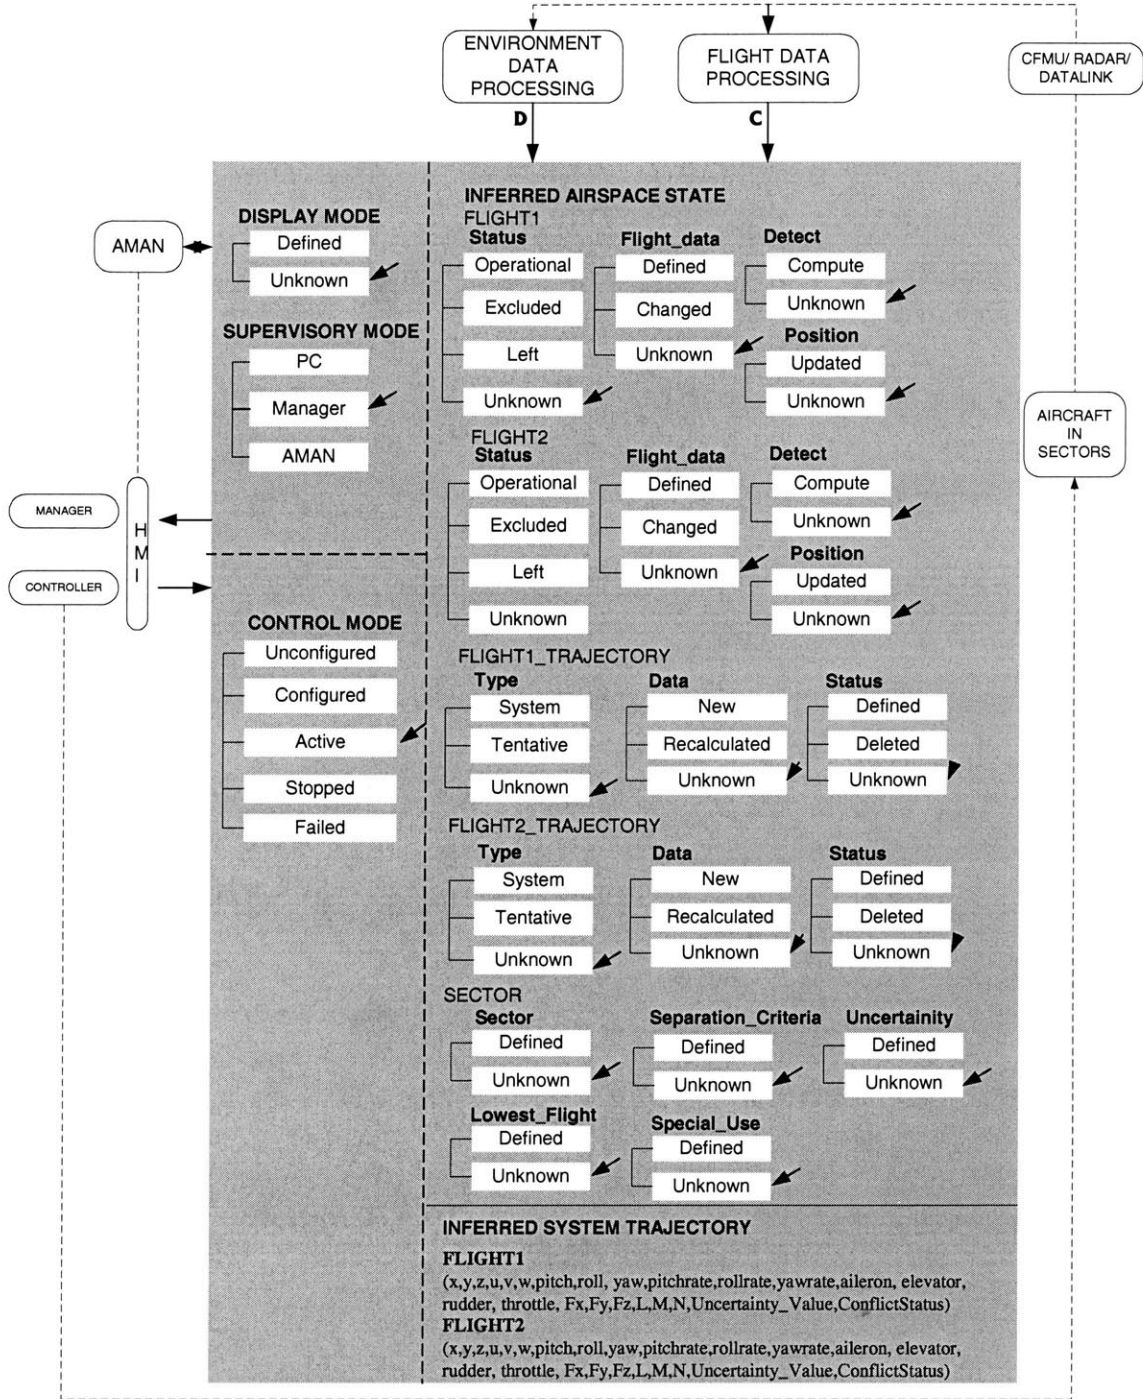 ENVIRONMENT
DATA
PROCESSING
FLIGHT DATA
PROCESSING
CFMU/ RADAR/
DATALINK
D
C
AMAN
DISPLAY MODE
Defined
Unknown
SUPERVISORY MODE
PC
Manager
AMAN
MANAGER
CONTROLLER
H
M
I
CONTROL MODE
Unconfigured
Configured
Active
Stopped
Failed
INFERRED AIRSPACE STATE
FLIGHT1
Status
Operational
Excluded
Left
Unknown
Flight_data
Defined
Changed
Unknown
Detect
Compute
Unknown
Position
Updated
Unknown
FLIGHT2
Status
Operational
Excluded
Left
Unknown
Flight_data
Defined
Changed
Unknown
Detect
Compute
Unknown
Position
Updated
Unknown
FLIGHT1_TRAJECTORY
Type
System
Tentative
Unknown
Data
New
Recalculated
Unknown
Status
Defined
Deleted
Unknown
FLIGHT2_TRAJECTORY
Type
System
Tentative
Unknown
Data
New
Recalculated
Unknown
Status
Defined
Deleted
Unknown
SECTOR
Sector
Defined
Unknown
Separation_Criteria
Defined
Unknown
Uncertainity
Defined
Unknown
Lowest_Flight
Defined
Unknown
Special_Use
Defined
Unknown
AIRCRAFT
IN
SECTORS
INFERRED SYSTEM TRAJECTORY
FLIGHT1
(x,y,z,u,v,w,pitch,roll, yaw,pitchrate,rollrate,yawrate,aileron, elevator,
rudder, throttle, Fx,Fy,Fz,L,M,N,Uncertainty_Value,ConflictStatus)
FLIGHT2
(x,y,z,u,v,w,pitch,roll,yaw,pitchrate,rollrate,yawrate,aileron, elevator,
rudder, throttle, Fx,Fy,Fz,L,M,N,Uncertainty_Value,ConflictStatus)